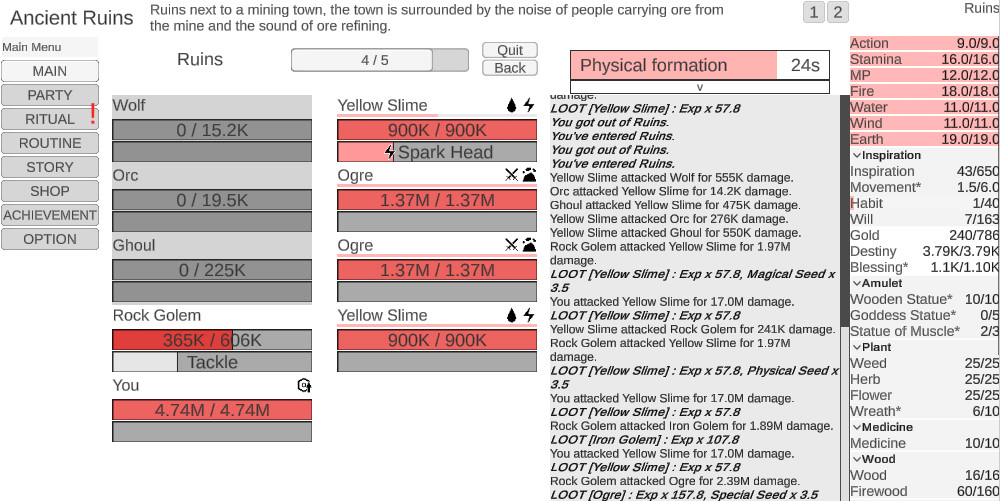 Ancient Ruins
Ruins next to a mining town, the town is surrounded by the noise of people carrying ore from
the mine and the sound of ore refining.
1 2
Ruins
Main Menu
MAIN
PARTY
RITUAL
!
ROUTINE
STORY
SHOP
ACHIEVEMENT
OPTION
Ruins
4 / 5
Quit
Back
Wolf
0 / 15.2K
Orc
0 / 19.5K
Ghoul
0 / 225K
Rock Golem
365K / 606K
Tackle
You
4.74M / 4.74M
Yellow Slime
900K / 900K
Spark Head
Ogre
1.37M / 1.37M
Ogre
1.37M / 1.37M
Yellow Slime
900K / 900K
Physical formation 24s
v
damage.
LOOT [Yellow Slime] : Exp x 57.8
You got out of Ruins.
You've entered Ruins.
You got out of Ruins.
You've entered Ruins.
Yellow Slime attacked Wolf for 555K damage.
Orc attacked Yellow Slime for 14.2K damage.
Ghoul attacked Yellow Slime for 475K damage.
Yellow Slime attacked Orc for 276K damage.
Yellow Slime attacked Ghoul for 550K damage.
Rock Golem attacked Yellow Slime for 1.97M
damage.
LOOT [Yellow Slime] : Exp x 57.8, Magical Seed x
3.5
You attacked Yellow Slime for 17.0M damage.
LOOT [Yellow Slime] : Exp x 57.8
Yellow Slime attacked Rock Golem for 241K damage.
Rock Golem attacked Yellow Slime for 1.97M
damage.
LOOT [Yellow Slime] : Exp x 57.8, Physical Seed x
3.5
You attacked Yellow Slime for 17.0M damage.
LOOT [Yellow Slime] : Exp x 57.8
Rock Golem attacked Iron Golem for 1.89M damage.
LOOT [Iron Golem] : Exp x 107.8
You attacked Yellow Slime for 17.0M damage.
LOOT [Yellow Slime] : Exp x 57.8
Rock Golem attacked Ogre for 2.39M damage.
LOOT [Ogre] : Exp x 157.8, Special Seed x 3.5
Action 9.0/9.0
Stamina 16.0/16.0
MP 12.0/12.0
Fire 18.0/18.0
Water 11.0/11.0
Wind 11.0/11.0
Earth 19.0/19.0
Inspiration
Inspiration 43/650
Movement* 1.5/6.0
Habit 1/40
Will 7/163
Gold 240/786
Destiny 3.79K/3.79K
Blessing* 1.1K/1.10K
Amulet
Wooden Statue* 10/10
Goddess Statue* 0/5
Statue of Muscle* 2/3
Plant
Weed 25/25
Herb 25/25
Flower 25/25
Wreath* 6/10
Medicine
Medicine 10/10
Wood
Wood 16/16
Firewood 60/160